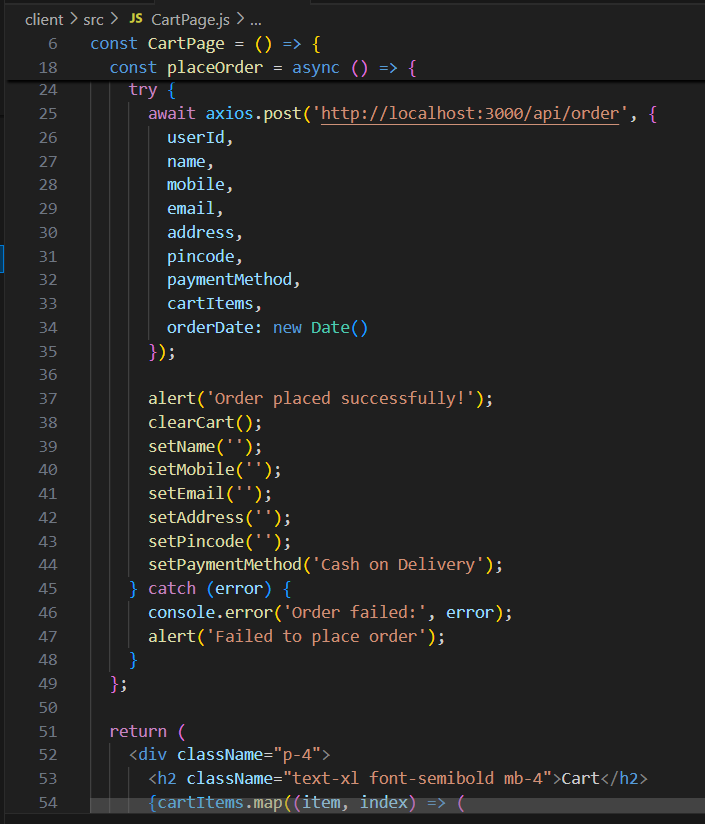 client > src > JS CartPage.js > ...
6 const CartPage = () => {
18 const placeOrder = async () => {
24 try {
25 await axios.post('http://localhost:3000/api/order', {
26 userId,
27 name,
28 mobile,
29 email,
30 address,
31 pincode,
32 paymentMethod,
33 cartItems,
34 orderDate: new Date()
35 });
36
37 alert('Order placed successfully!');
38 clearCart();
39 setName('');
40 setMobile('');
41 setEmail('');
42 setAddress('');
43 setPincode('');
44 setPaymentMethod('Cash on Delivery');
45 } catch (error) {
46 console.error('Order failed:', error);
47 alert('Failed to place order');
48 }
49 };
50
51 return (
52 <div className="p-4">
53 <h2 className="text-xl font-semibold mb-4">Cart</h2>
54 {cartItems.map((item, index) => (